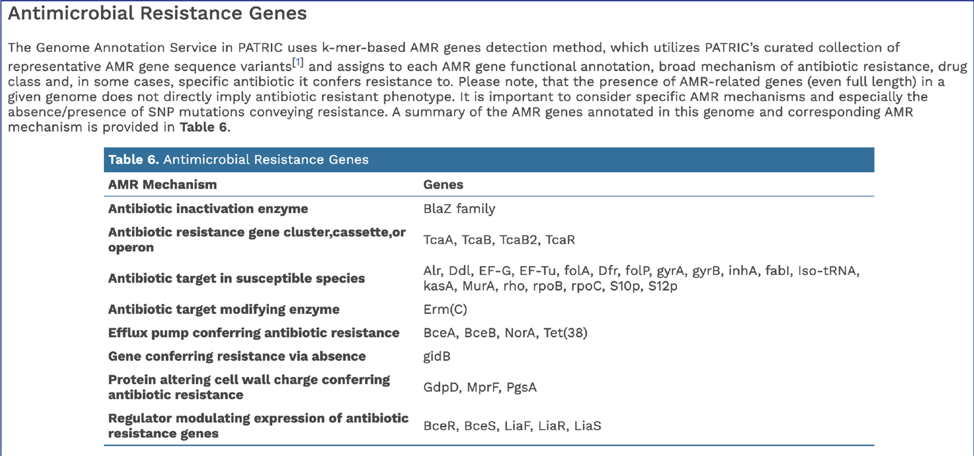 Antimicrobial Resistance Genes
The Genome Annotation Service in PATRIC uses k-mer-based AMR genes detection method, which utilizes PATRIC's curated collection of
representative AMR gene sequence variants[1] and assigns to each AMR gene functional annotation, broad mechanism of antibiotic resistance, drug
class and, in some cases, specific antibiotic it confers resistance to. Please note, that the presence of AMR-related genes (even full length) in a
given genome does not directly imply antibiotic resistant phenotype. It is important to consider specific AMR mechanisms and especially the
absence/presence of SNP mutations conveying resistance. A summary of the AMR genes annotated in this genome and corresponding AMR
mechanism is provided in Table 6.
Table 6. Antimicrobial Resistance Genes
AMR Mechanism Genes
Antibiotic inactivation enzyme BlaZ family
Antibiotic resistance gene cluster,cassette,or
operon
TcaA, TcaB, TcaB2, TcaR
Antibiotic target in susceptible species
Alr, Ddl, EF-G, EF-Tu, folA, Dfr, folP, gyrA, gyrB, inhA, fabI, Iso-tRNA,
kasA, MurA, rho, rpoB, rpoC, S10p, S12p
Antibiotic target modifying enzyme Erm(C)
Efflux pump conferring antibiotic resistance BceA, BceB, NorA, Tet(38)
Gene conferring resistance via absence gidB
Protein altering cell wall charge conferring
antibiotic resistance
GdpD, MprF, PgsA
Regulator modulating expression of antibiotic
resistance genes
BceR, BceS, LiaF, LiaR, LiaS